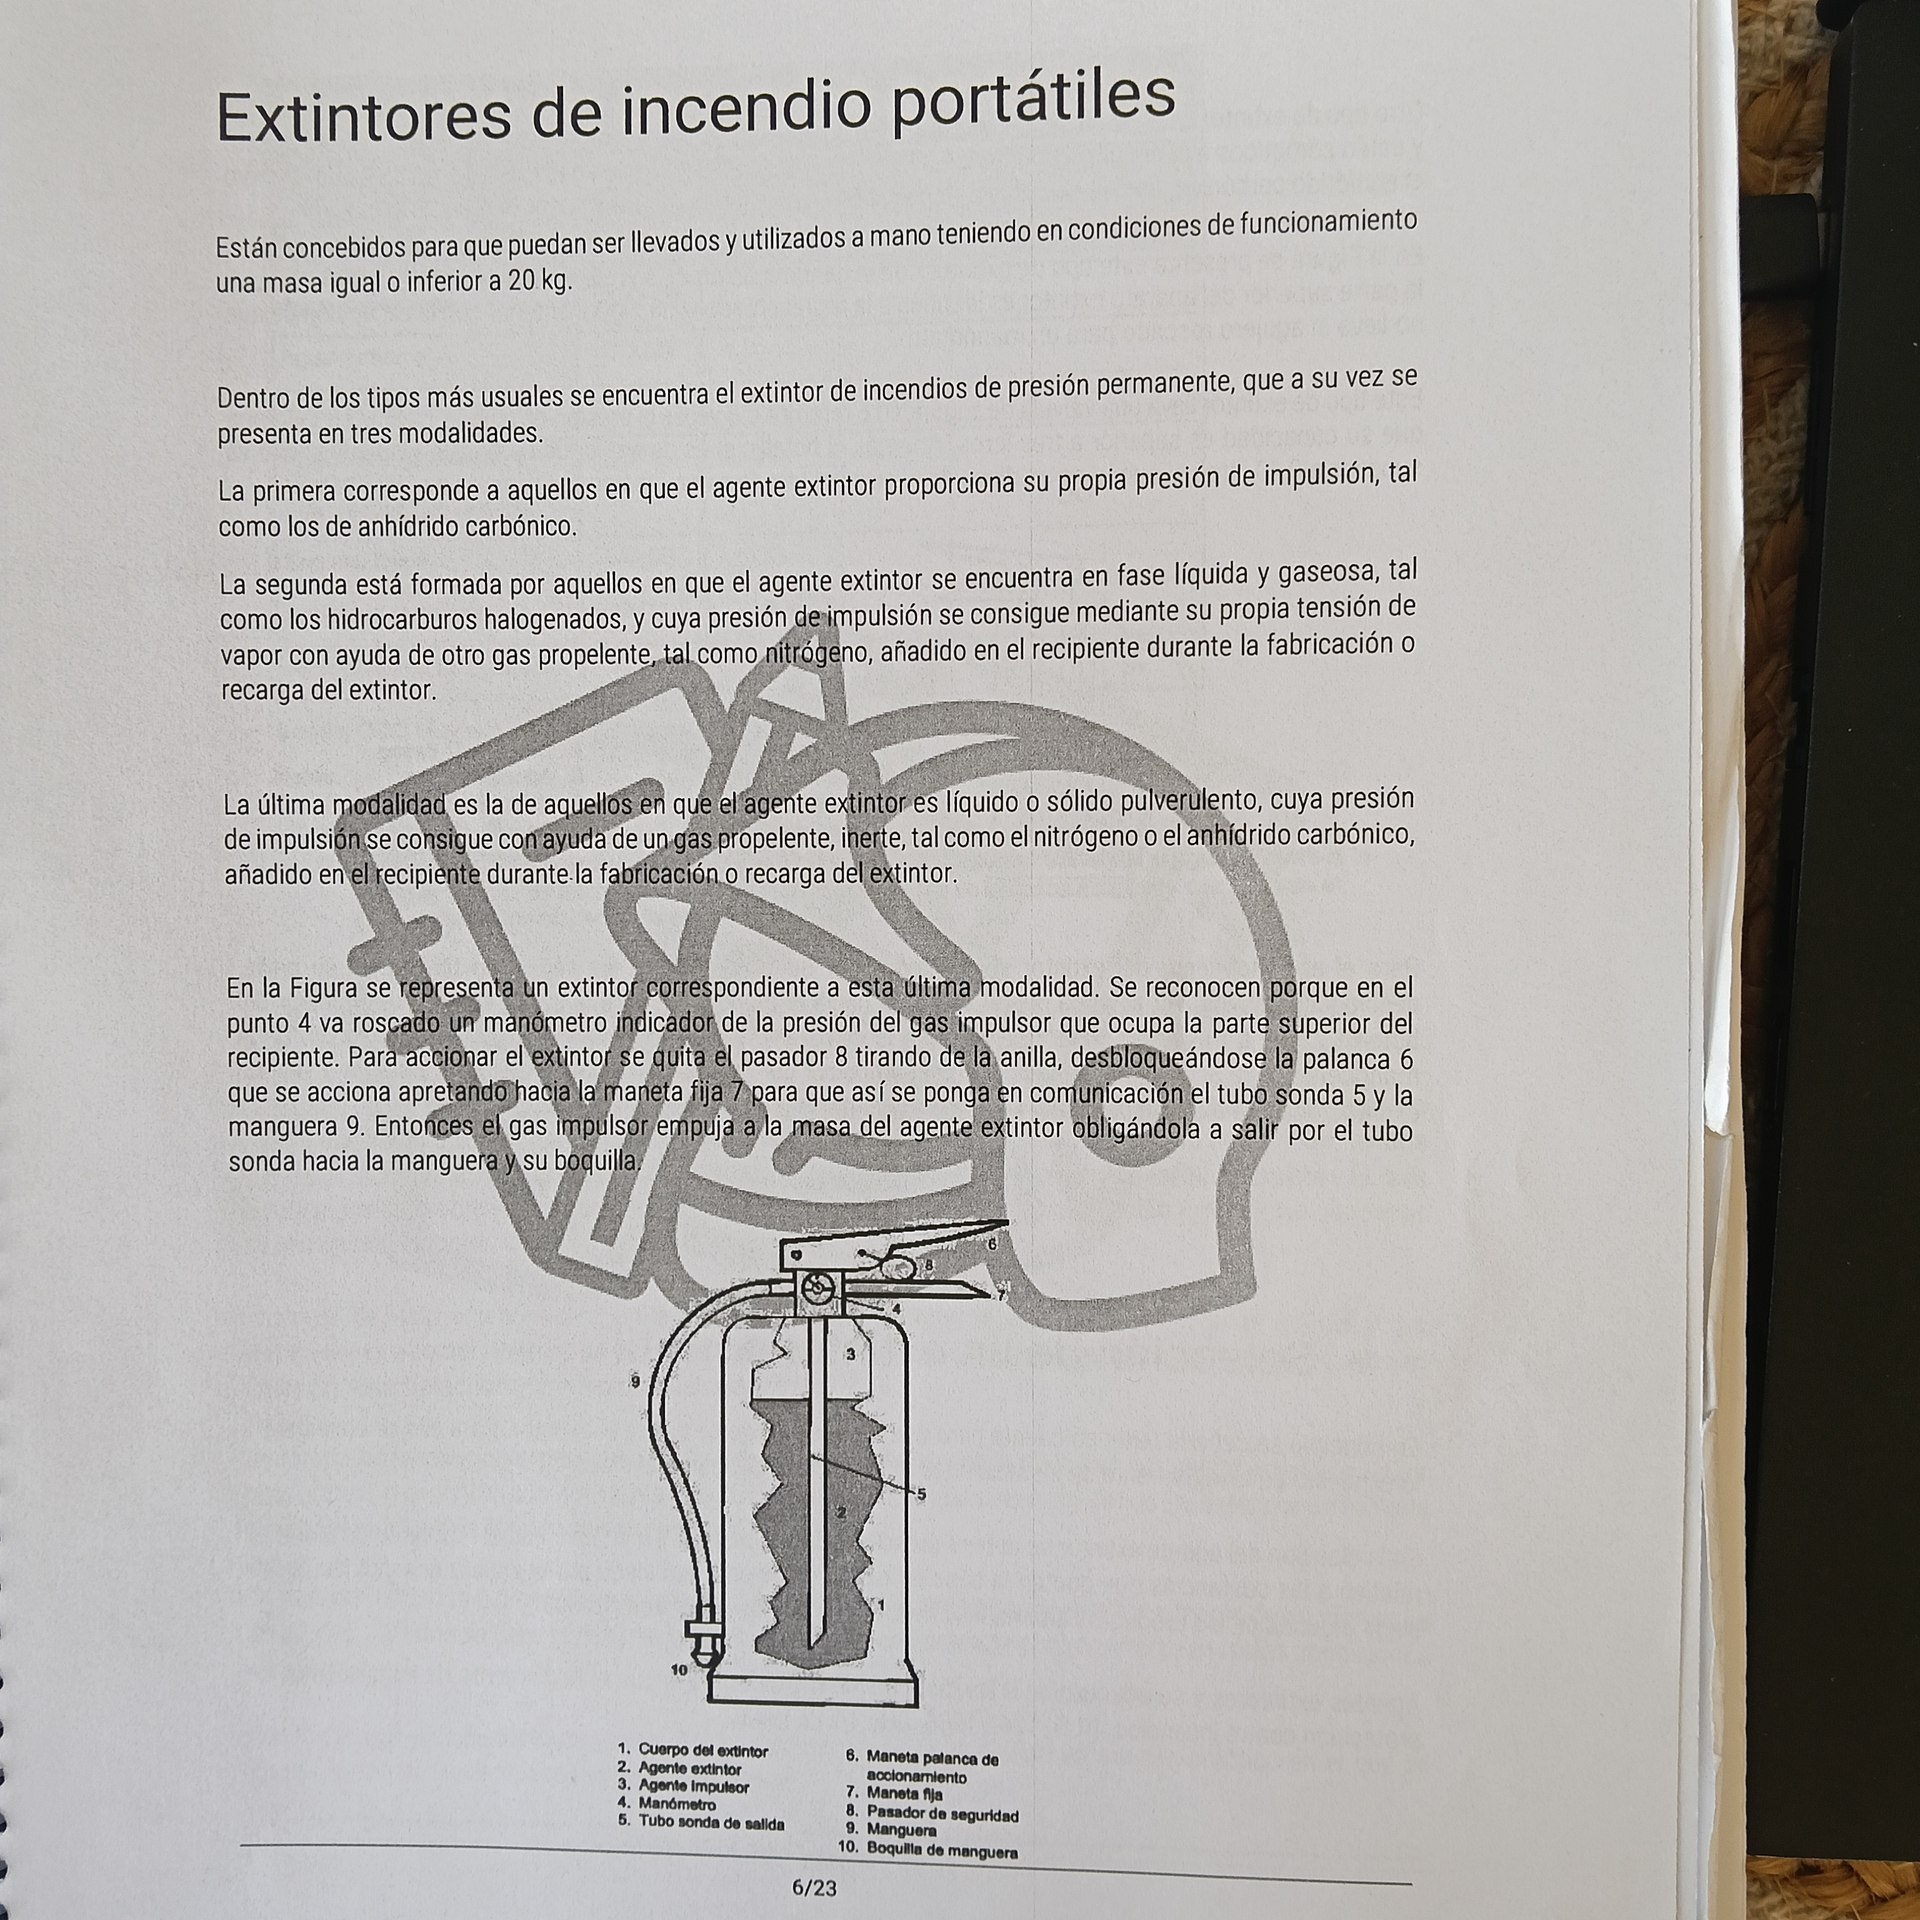 Extintores de incendio portátiles
Están concebidos para que puedan ser llevados y utilizados a mano teniendo en condiciones de funcionamiento
una masa igual o inferior a 20 kg.
Dentro de los tipos más usuales se encuentra el extintor de incendios de presión permanente, que a su vez se
presenta en tres modalidades.
La primera corresponde a aquellos en que el agente extintor proporciona su propia presión de impulsión, tal
como los de anhídrido carbónico.
La segunda está formada por aquellos en que el agente extintor se encuentra en fase líquida y gaseosa, tal
como los hidrocarburos halogenados, y cuya presión de impulsión se consigue mediante su propia tensión de
vapor con ayuda de otro gas propelente, tal como nitrógeno, añadido en el recipiente durante la fabricación o
recarga del extintor.
La última modalidad es la de aquellos en que el agente extintor es líquido o sólido pulverulento, cuya presión
de impulsión se consigue con ayuda de un gas propelente, inerte, tal como el nitrógeno o el anhídrido carbónico,
añadido en el recipiente durante la fabricación o recarga del extintor.
En la Figura se representa un extintor correspondiente a esta última modalidad. Se reconocen porque en el
punto 4 va roscado un manómetro indicador de la presión del gas impulsor que ocupa la parte superior del
recipiente. Para accionar el extintor se quita el pasador 8 tirando de la anilla, desbloqueándose la palanca 6
que se acciona apretando hacia la maneta fija 7 para que así se ponga en comunicación el tubo sonda 5 y la
manguera 9. Entonces el gas impulsor empuja a la masa del agente extintor obligándola a salir por el tubo
sonda hacia la manguera y su boquilla.
6
8
7
4
3
9
5
2
1
10
1. Cuerpo del extintor
2. Agente extintor
3. Agente impulsor
4. Manómetro
5. Tubo sonda de salida
6. Maneta palanca de
accionamiento
7. Maneta fija
8. Pasador de seguridad
9. Manguera
10. Boquilla de manguera
6/23